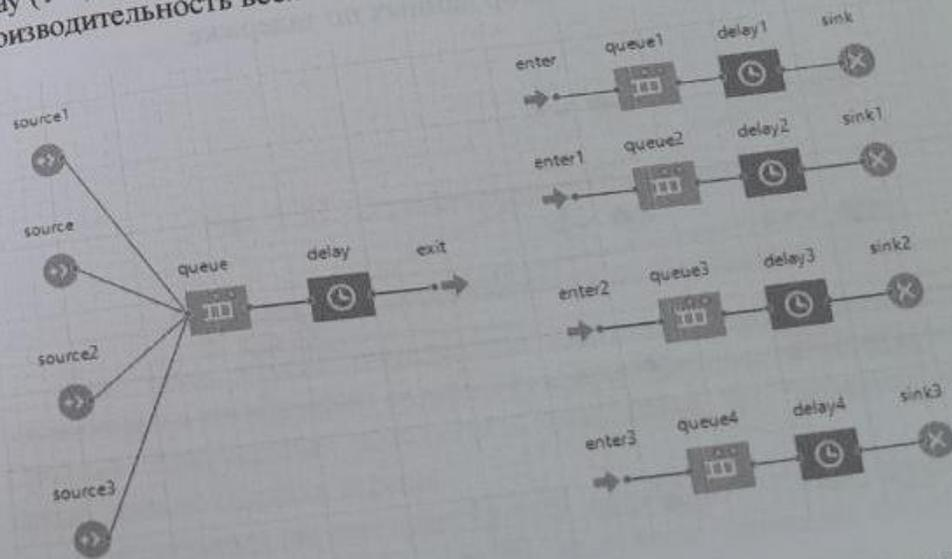 оизводительность
source1
source
source2
source3
queue
delay
exit
enter
queue1
delay1
sink
enter1
queue2
delay2
sink1
enter2
queue3
delay3
sink2
enter3
queue4
delay4
sink3